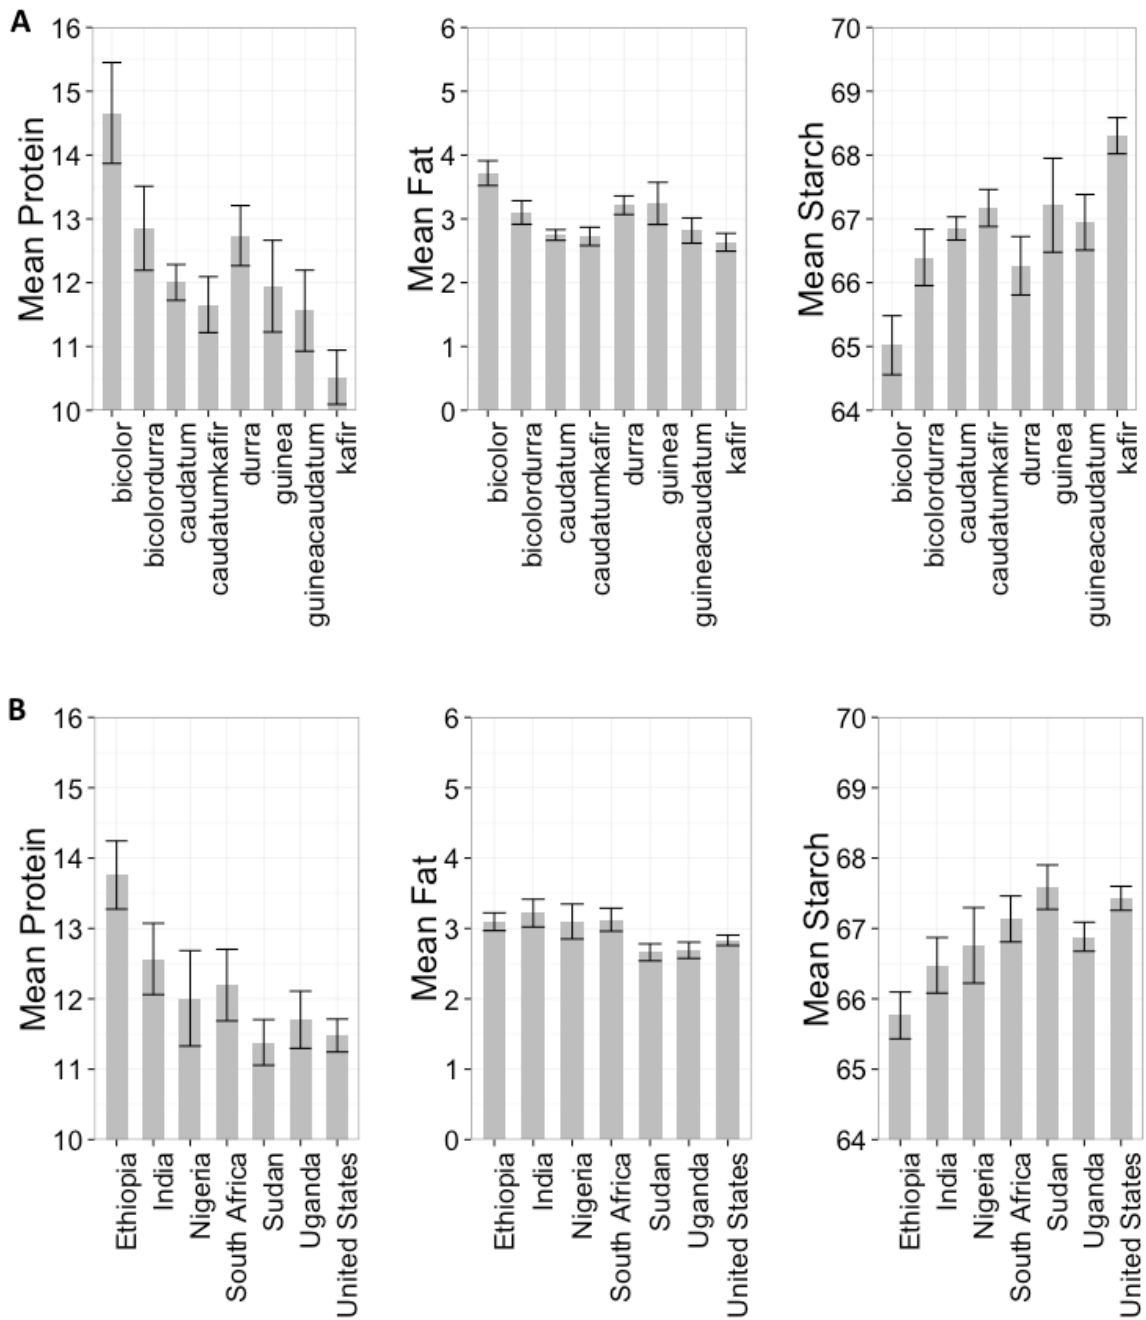 A
Mean Protein
16
15
14
13
12
11
10
bicolor
bicolordurra
caudatum
caudatumkafir
durra
guinea
guineacaudatum
kafir
Mean Fat
6
5
4
3
2
1
0
bicolor
bicolordurra
caudatum
caudatumkafir
durra
guinea
guineacaudatum
kafir
Mean Starch
70
69
68
67
66
65
64
bicolor
bicolordurra
caudatum
caudatumkafir
durra
guinea
guineacaudatum
kafir
B
Mean Protein
16
15
14
13
12
11
10
Ethiopia
India
Nigeria
South Africa
Sudan
Uganda
United States
Mean Fat
6
5
4
3
2
1
0
Ethiopia
India
Nigeria
South Africa
Sudan
Uganda
United States
Mean Starch
70
69
68
67
66
65
64
Ethiopia
India
Nigeria
South Africa
Sudan
Uganda
United States